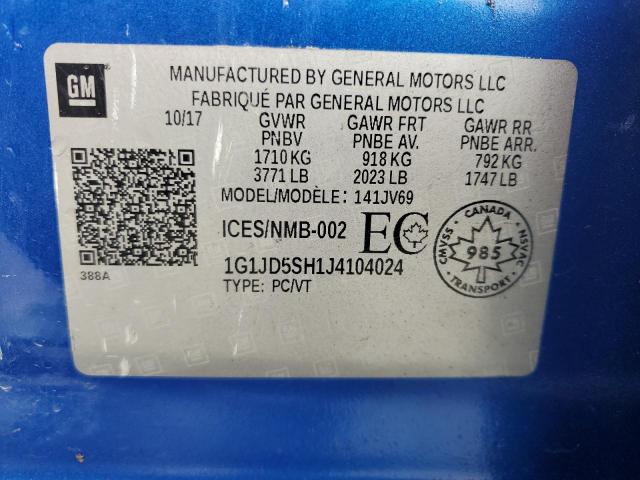 GM
MANUFACTURED BY GENERAL MOTORS LLC
FABRIQUÉ PAR GENERAL MOTORS LLC
10/17 GVWR GAWR FRT GAWR RR
PNBV PNBE AV. PNBE ARR.
1710 KG 918 KG 792 KG
3771 LB 2023 LB 1747 LB
MODEL/MODÈLE: 141JV69
ICES/NMB-002 EC
CANADA
CMVSS 985 NSVAC
TRANSPORT
388A
1G1JD5SH1J4104024
TYPE: PC/VT